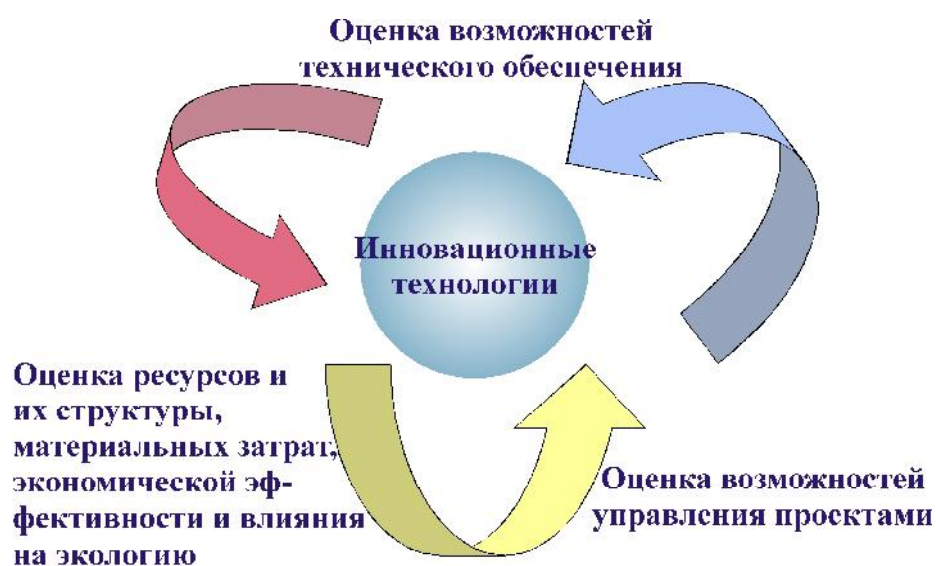 Оценка возможностей
технического обеспечения
Инновационные
технологии
Оценка ресурсов и
их структуры,
материальных затрат,
экономической эф-
фективности и влияния
на экологию
Оценка возможностей
управления проектами